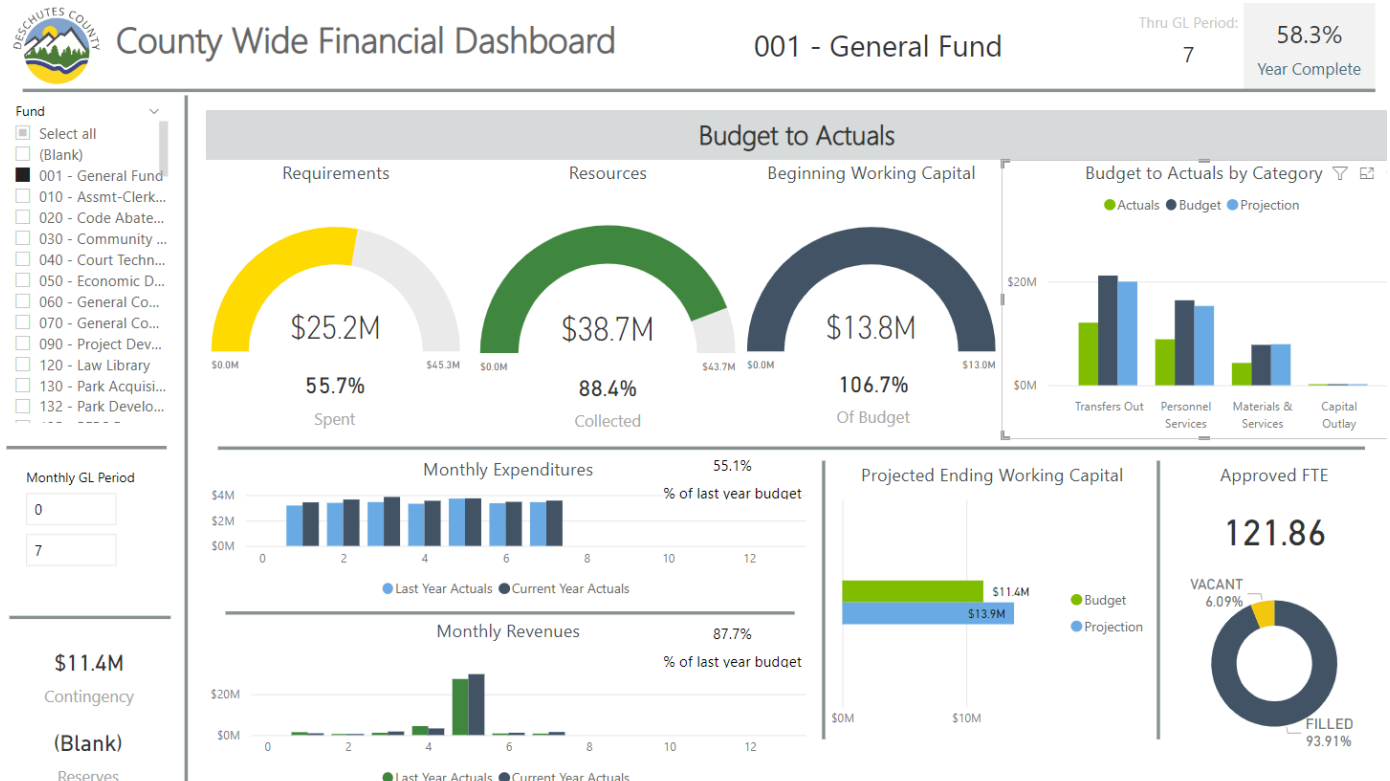 DESCHUTES COUNTY
County Wide Financial Dashboard
001 - General Fund
Thru GL Period:
7
58.3%
Year Complete
Fund
Select all
(Blank)
001 - General Fund
010 - Assmt-Clerk...
020 - Code Abate...
030 - Community ...
040 - Court Techn...
050 - Economic D...
060 - General Co...
070 - General Co...
090 - Project Dev...
120 - Law Library
130 - Park Acquisi...
132 - Park Develo...
Monthly GL Period
0
7
$11.4M
Contingency
(Blank)
Reserves
Budget to Actuals
Requirements
$25.2M
$0.0M
$45.3M
55.7%
Spent
Resources
$38.7M
$0.0M
$43.7M
88.4%
Collected
Beginning Working Capital
$13.8M
$0.0M
$13.0M
106.7%
Of Budget
Budget to Actuals by Category
Actuals Budget Projection
$20M
$0M
Transfers Out
Personnel
Services
Materials &
Services
Capital
Outlay
Monthly Expenditures
55.1%
% of last year budget
$4M
$2M
$0M
0 2 4 6 8 10 12
Last Year Actuals Current Year Actuals
Monthly Revenues
87.7%
% of last year budget
$20M
$0M
0 2 4 6 8 10 12
Last Year Actuals Current Year Actuals
Projected Ending Working Capital
$11.4M
$13.9M
Budget
Projection
$0M $10M
Approved FTE
121.86
VACANT
6.09%
FILLED
93.91%